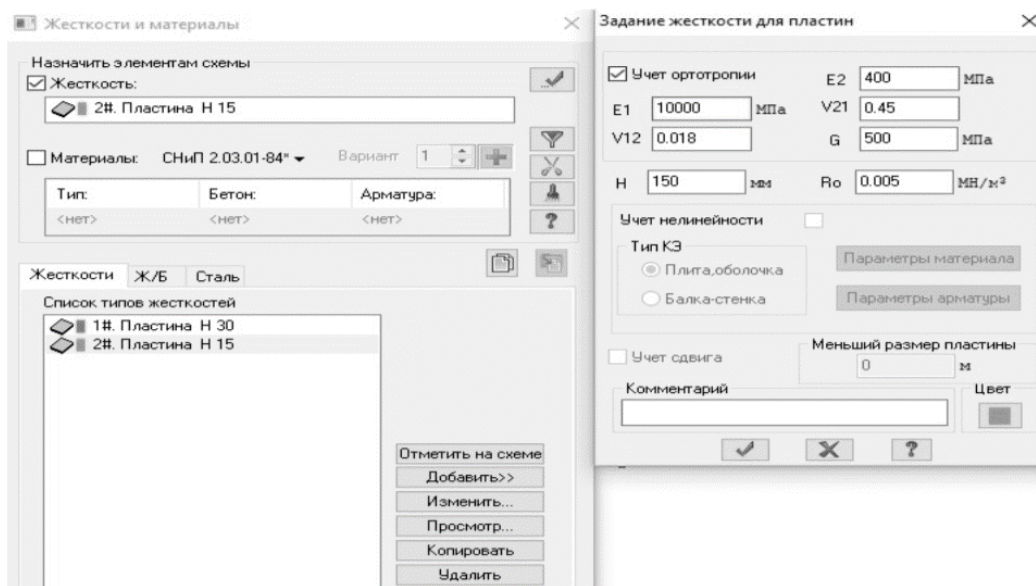 Жесткости и материалы
Назначить элементам схемы
Жесткость:
2#. Пластина H 15
Материалы: СНиП 2.03.01-84* Вариант 1
Тип: Бетон: Арматура:
<нет> <нет> <нет>
?
Жесткости Ж/Б Сталь
Список типов жесткостей
1#. Пластина H 30
2#. Пластина H 15
Отметить на схеме
Добавить>>
Изменить...
Просмотр...
Копировать
Удалить
Задание жесткости для пластин
Учет ортотропии E2 400 МПа
E1 10000 МПа V21 0.45
V12 0.018 G 500 МПа
H 150 мм Ro 0.005 МН/м³
Учет нелинейности
Тип КЭ
Плита,оболочка
Балка-стенка
Параметры материала
Параметры арматуры
Учет сдвига
Меньший размер пластины
0 м
Комментарий
Цвет
?